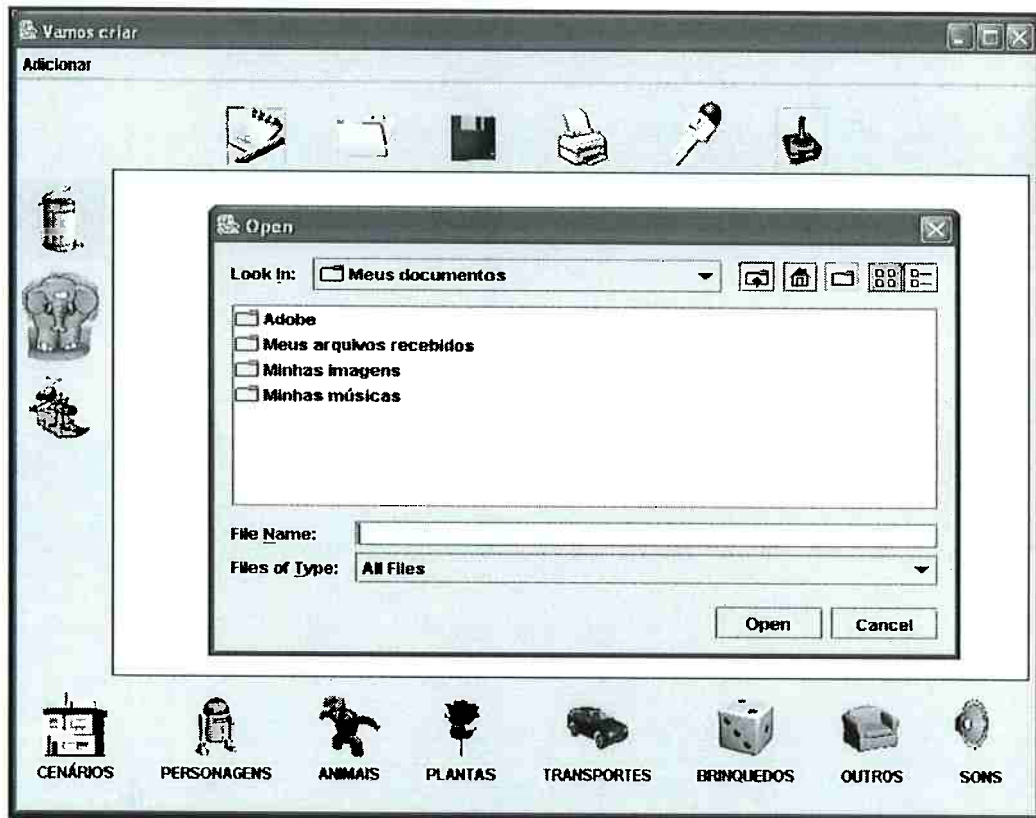 Vamos criar
Adicionar
Open
Look In: Meus documentos
Adobe
Meus arquivos recebidos
Minhas imagens
Minhas músicas
File Name:
Files of Type: All Files
Open Cancel
CENÁRIOS PERSONAGENS ANIMAIS PLANTAS TRANSPORTES BRINQUEDOS OUTROS SONS